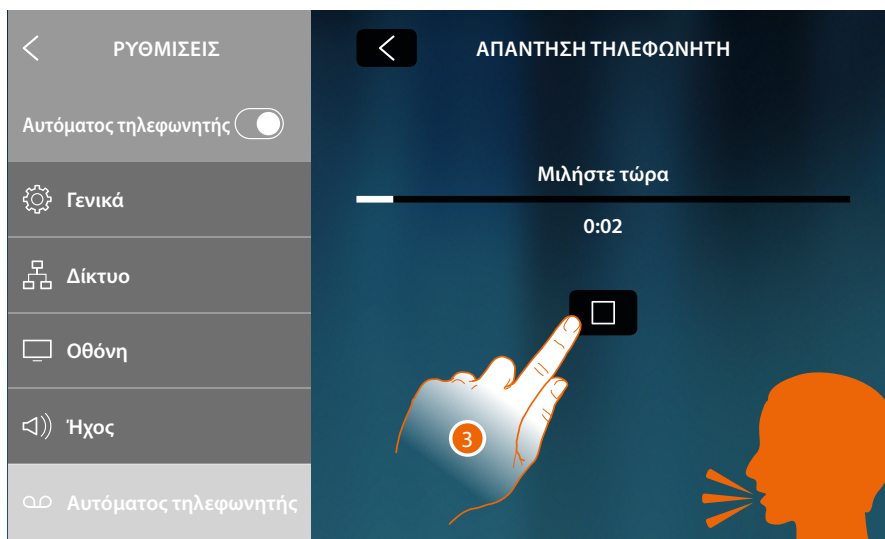 ΡΥΘΜΙΣΕΙΣ
Αυτόματος τηλεφωνητής
Γενικά
Δίκτυο
Οθόνη
Ήχος
Αυτόματος τηλεφωνητής
ΑΠΑΝΤΗΣΗ ΤΗΛΕΦΩΝΗΤΗ
Μιλήστε τώρα
0:02
3